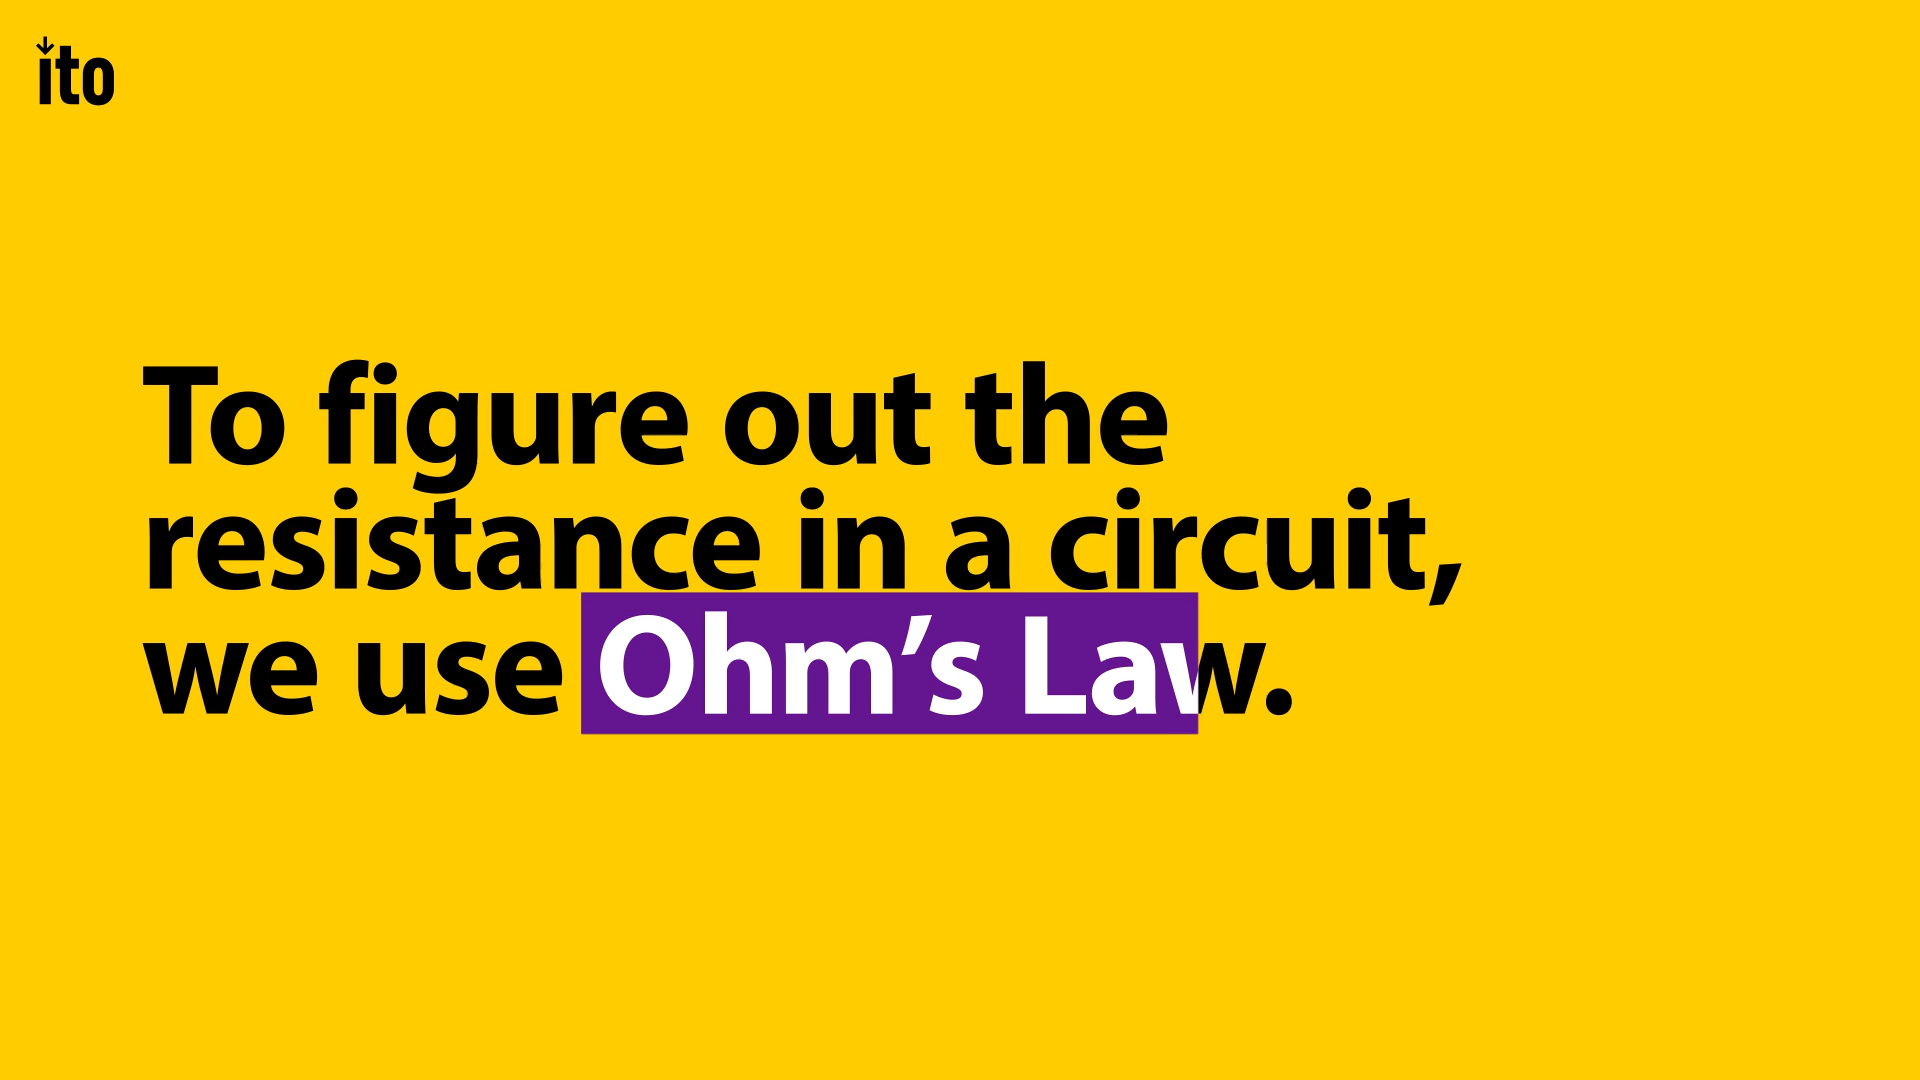 ito
To figure out the
resistance in a circuit,
we use Ohm’s Law.